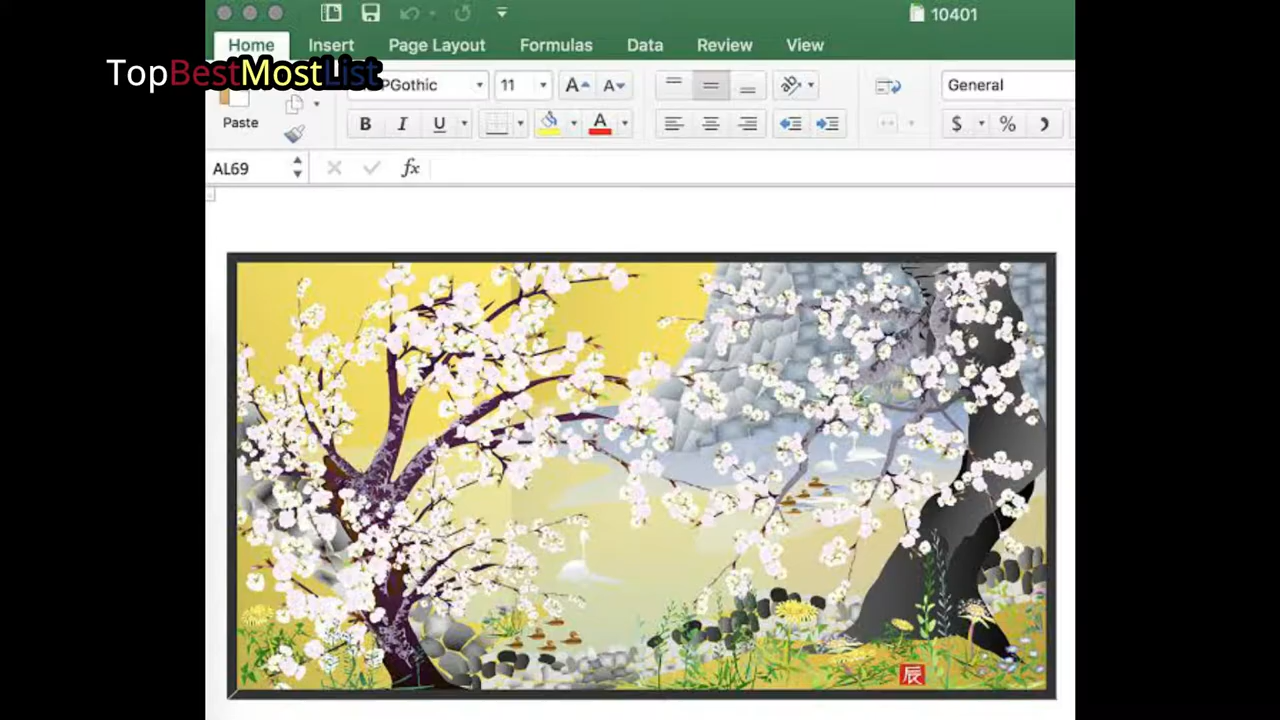 10401
Home Insert Page Layout Formulas Data Review View
TopBestMostList
PGothic 11 A A General
Paste B I U A $ %
AL69 fx
辰